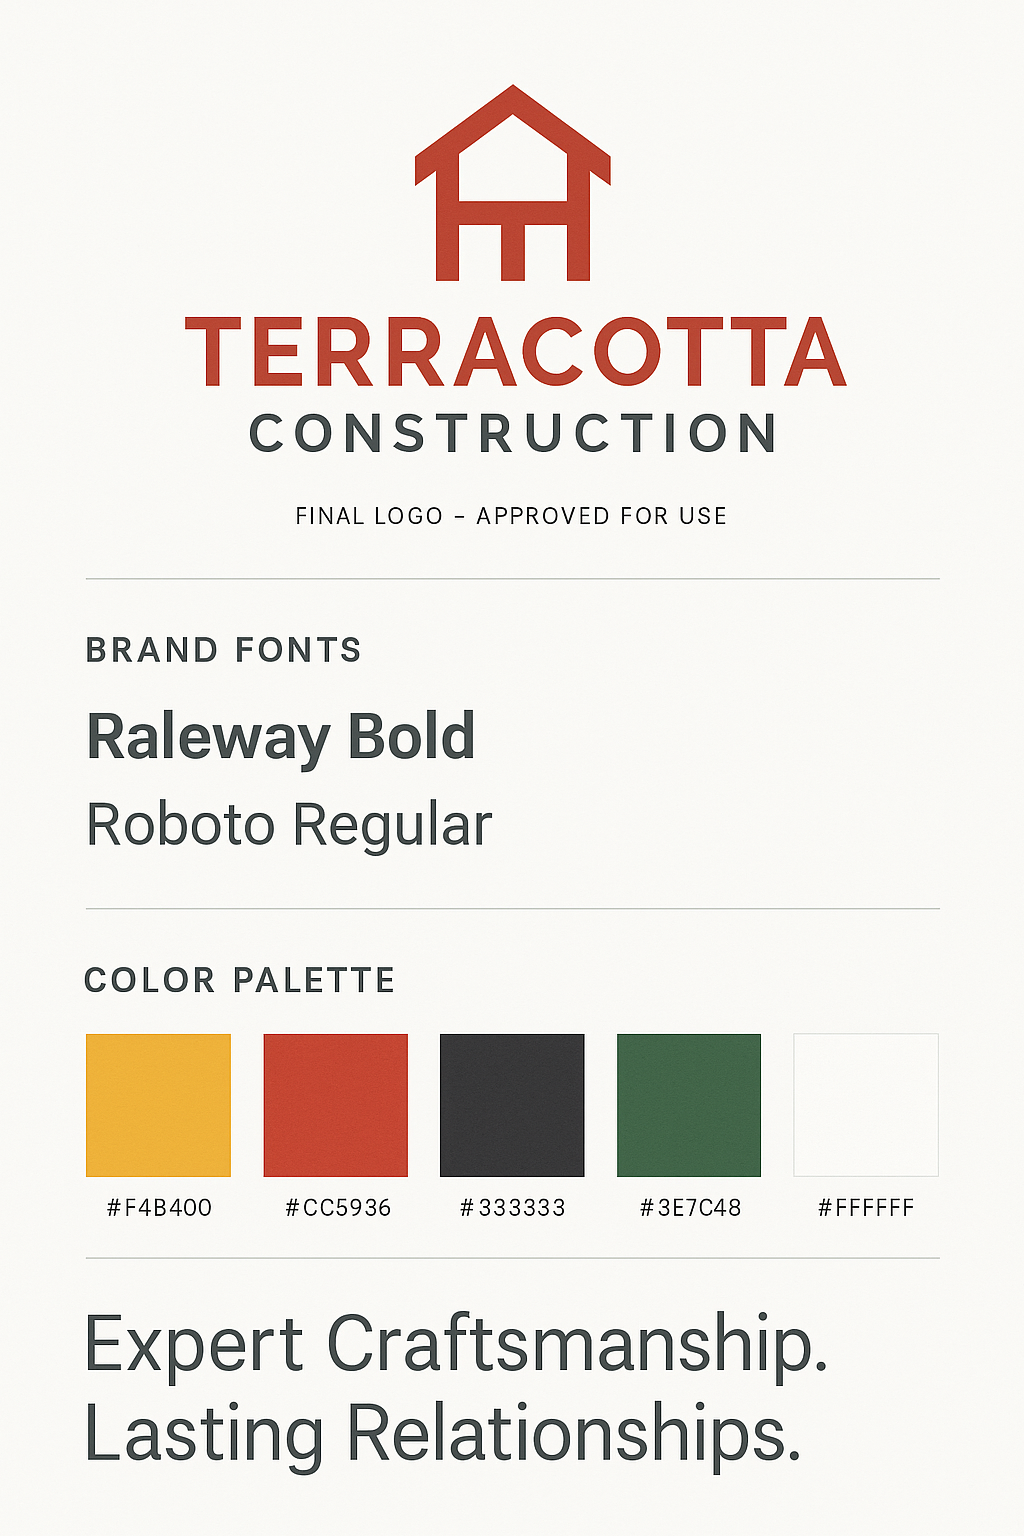 TERRACOTTA
CONSTRUCTION
FINAL LOGO – APPROVED FOR USE
BRAND FONTS
Raleway Bold
Roboto Regular
COLOR PALETTE
#F4B400 #CC5936 #333333 #3E7C48 #FFFFFF
Expert Craftsmanship.
Lasting Relationships.